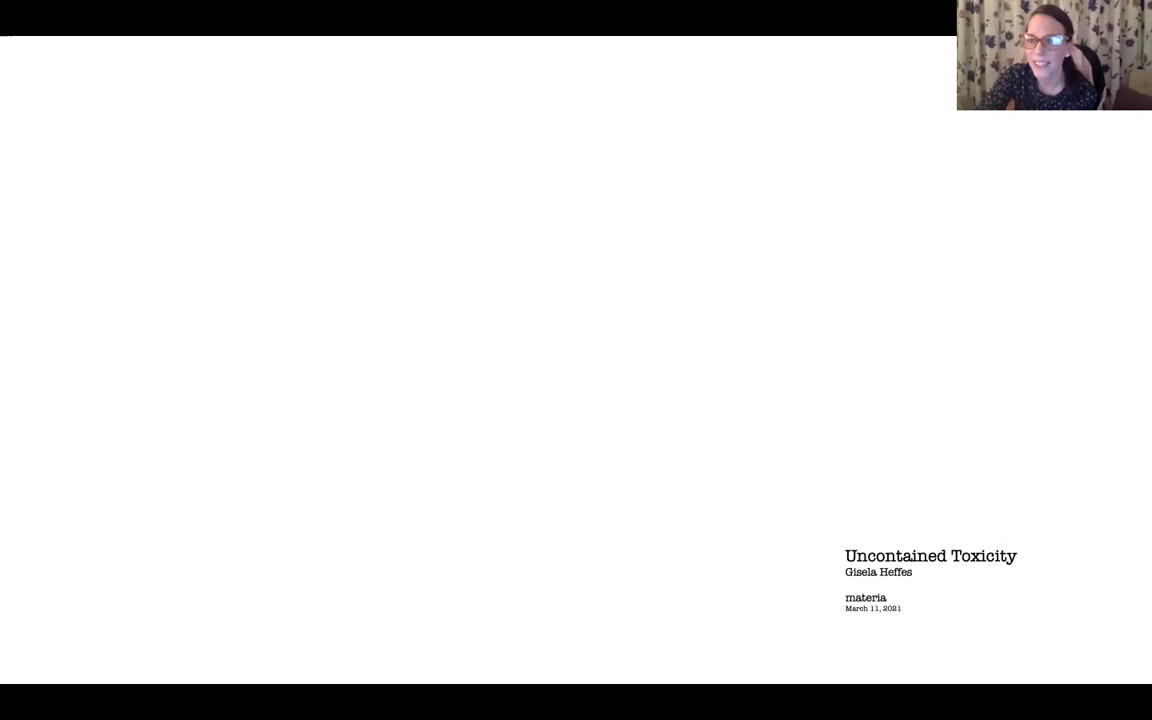 Uncontained Toxicity
Gisela Heffes
materia
March 11, 2021